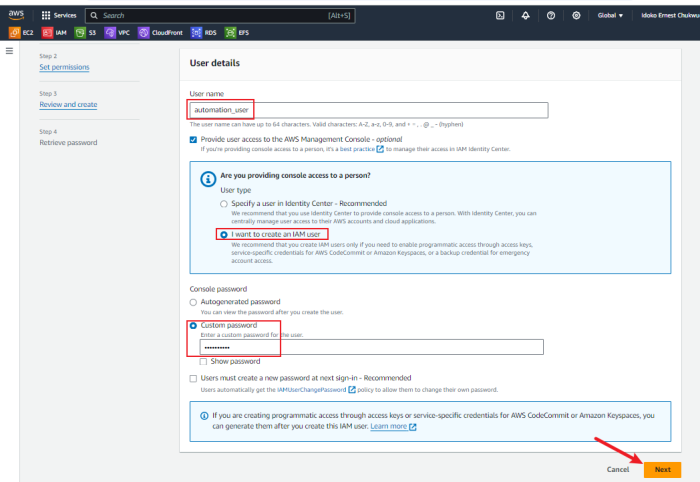 aws
Services
Search
[Alt+S]
Global
Idoko Ernest Chukwu
EC2
IAM
S3
VPC
CloudFront
RDS
EFS
Step 2
Set permissions
Step 3
Review and create
Step 4
Retrieve password
User details
User name
automation_user
The user name can have up to 64 characters. Valid characters: A-Z, a-z, 0-9, and + = , . @ _ - (hyphen)
Provide user access to the AWS Management Console - optional
If you're providing console access to a person, it's a best practice to manage their access in IAM Identity Center.
Are you providing console access to a person?
User type
Specify a user in Identity Center - Recommended
We recommend that you use Identity Center to provide console access to a person. With Identity Center, you can
centrally manage user access to their AWS accounts and cloud applications.
I want to create an IAM user
We recommend that you create IAM users only if you need to enable programmatic access through access keys,
service-specific credentials for AWS CodeCommit or Amazon Keyspaces, or a backup credential for emergency
account access.
Console password
Autogenerated password
You can view the password after you create the user.
Custom password
Enter a custom password for the user.
••••••••••
Show password
Users must create a new password at next sign-in - Recommended
Users automatically get the IAMUserChangePassword policy to allow them to change their own password.
If you are creating programmatic access through access keys or service-specific credentials for AWS CodeCommit or Amazon Keyspaces, you
can generate them after you create this IAM user. Learn more
Cancel
Next